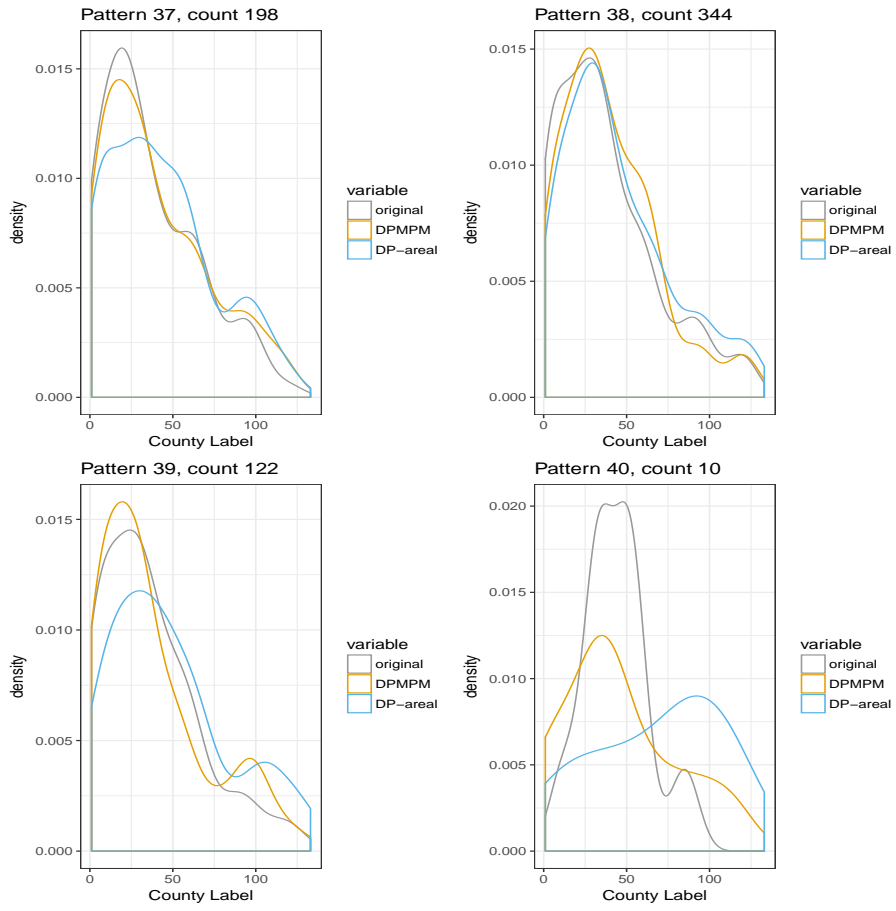 Pattern 37, count 198
0.015
0.010
0.005
0.000
density
0
50
100
County Label
variable
original
DPMPM
DP−areal
Pattern 38, count 344
0.015
0.010
0.005
0.000
density
0
50
100
County Label
variable
original
DPMPM
DP−areal
Pattern 39, count 122
0.015
0.010
0.005
0.000
density
0
50
100
County Label
variable
original
DPMPM
DP−areal
Pattern 40, count 10
0.020
0.015
0.010
0.005
0.000
density
0
50
100
County Label
variable
original
DPMPM
DP−areal